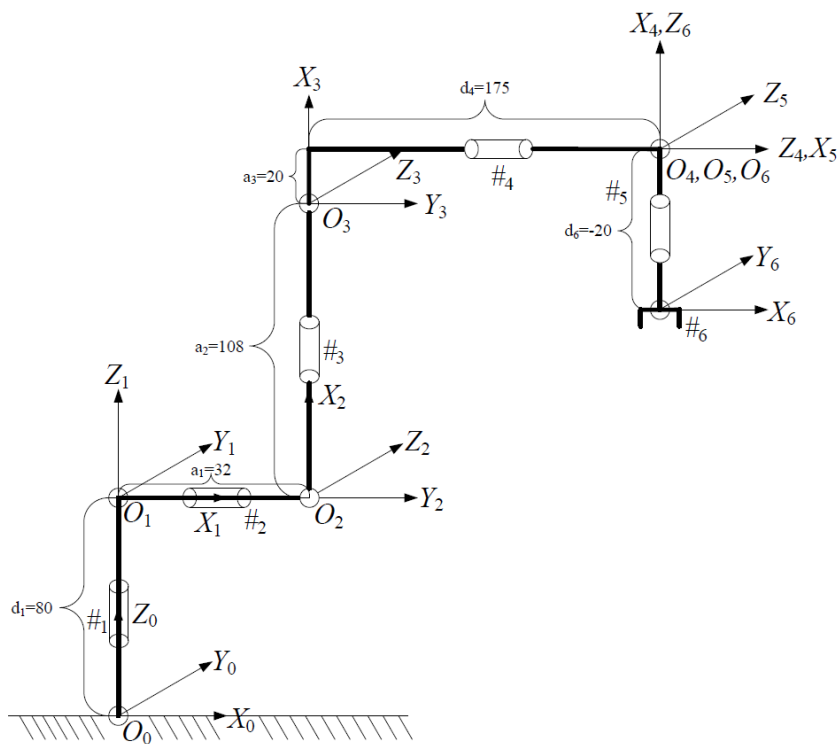 X₄,Z₆
X₃
d₄=175
Z₅
Z₃
#₄
Z₄,X₅
a₃=20
#₅
O₄,O₅,O₆
O₃
Y₃
d₆=-20
Y₆
#₃
X₆
#₆
a₂=108
Z₁
X₂
Y₁
Z₂
a₁=32
O₁
X₁
#₂
O₂
Y₂
d₁=80
#₁
Z₀
Y₀
O₀
X₀